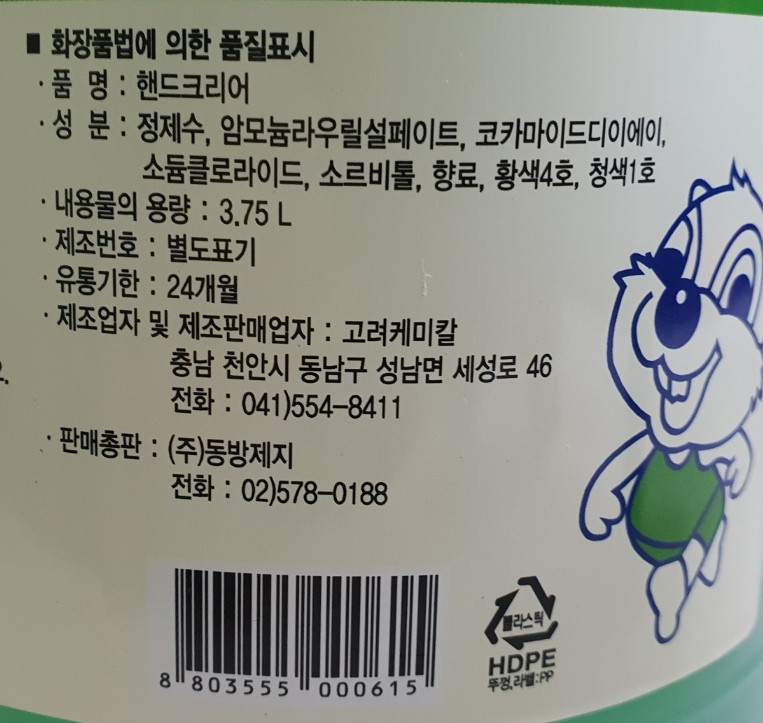 ■ 화장품법에 의한 품질표시
· 품 명 : 핸드크리어
· 성 분 : 정제수, 암모늄라우릴설페이트, 코카마이드디이에이,
소듐클로라이드, 소르비톨, 향료, 황색4호, 청색1호
· 내용물의 용량 : 3.75 L
· 제조번호 : 별도표기
· 유통기한 : 24개월
· 제조업자 및 제조판매업자 : 고려케미칼
충남 천안시 동남구 성남면 세성로 46
전화 : 041)554-8411
· 판매총판 : (주)동방제지
전화 : 02)578-0188
8 803555 000615
플라스틱
HDPE
뚜껑,라벨:PP